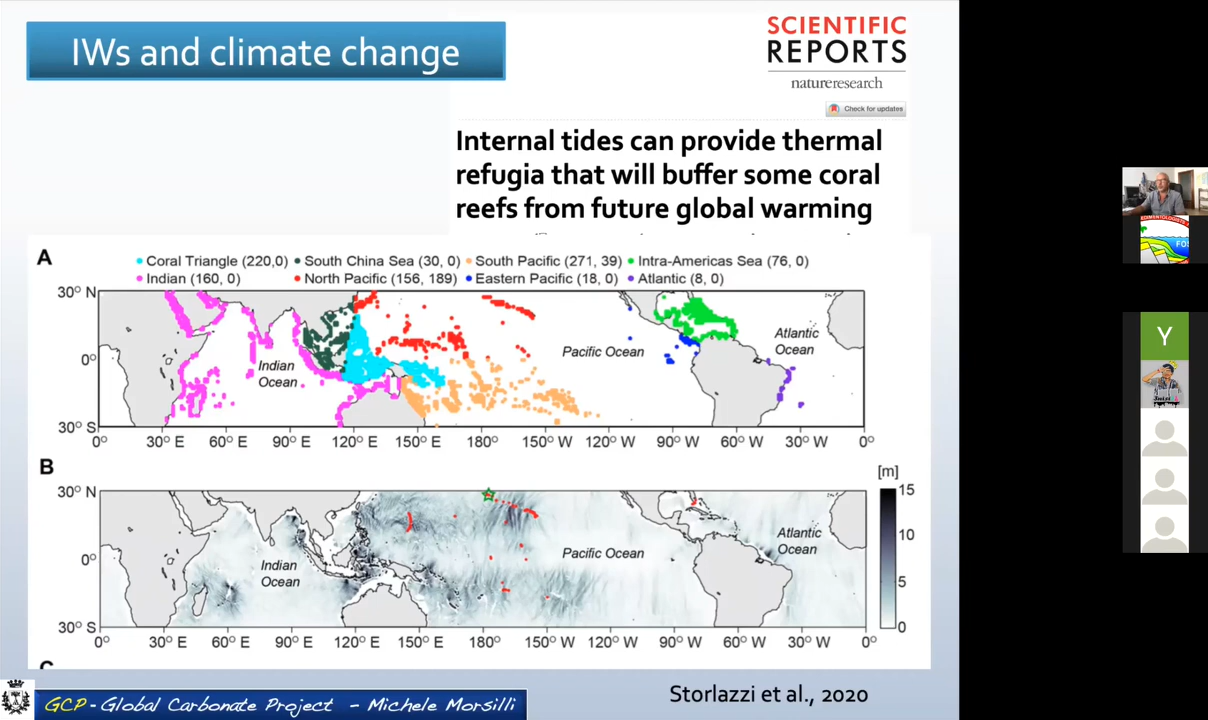 IWs and climate change
SCIENTIFIC
REPORTS
natureresearch
Check for updates
Internal tides can provide thermal
refugia that will buffer some coral
reefs from future global warming
A
Coral Triangle (220,0) South China Sea (30, 0) South Pacific (271, 39) Intra-Americas Sea (76, 0)
Indian (160, 0) North Pacific (156, 189) Eastern Pacific (18, 0) Atlantic (8, 0)
30° N
0°
30° S
Indian
Ocean
Pacific Ocean
Atlantic
Ocean
0° 30° E 60° E 90° E 120° E 150° E 180° 150° W 120° W 90° W 60° W 30° W 0°
B
[m]
30° N
0°
30° S
Indian
Ocean
Pacific Ocean
Atlantic
Ocean
15
10
5
0
0° 30° E 60° E 90° E 120° E 150° E 180° 150° W 120° W 90° W 60° W 30° W 0°
GCP - Global Carbonate Project - Michele Morsilli
Storlazzi et al., 2020
Y